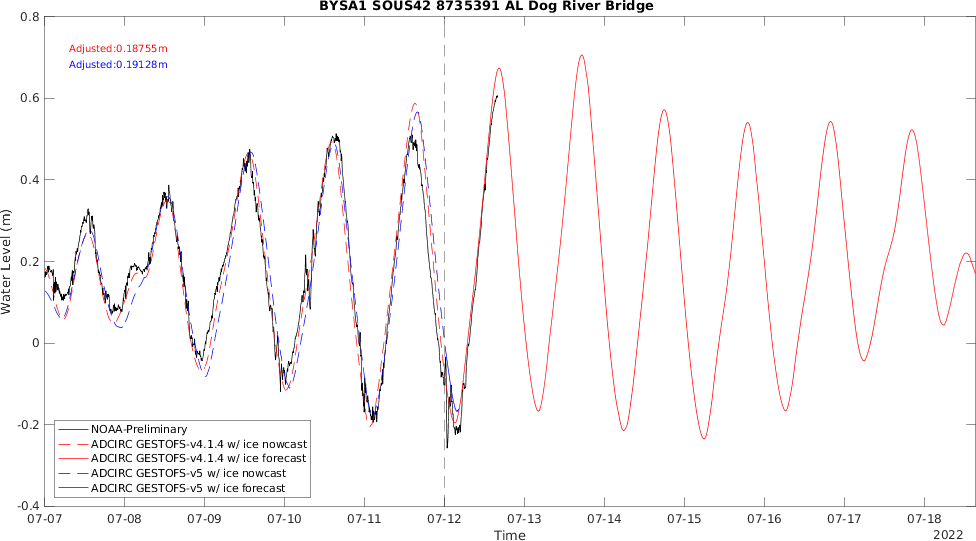 BYSA1 SOUS42 8735391 AL Dog River Bridge
Adjusted:0.18755m
Adjusted:0.19128m
Water Level (m)
0.8
0.6
0.4
0.2
0
-0.2
-0.4
NOAA-Preliminary
ADCIRC GESTOFS-v4.1.4 w/ ice nowcast
ADCIRC GESTOFS-v4.1.4 w/ ice forecast
ADCIRC GESTOFS-v5 w/ ice nowcast
ADCIRC GESTOFS-v5 w/ ice forecast
07-07 07-08 07-09 07-10 07-11 07-12 07-13 07-14 07-15 07-16 07-17 07-18
Time
2022